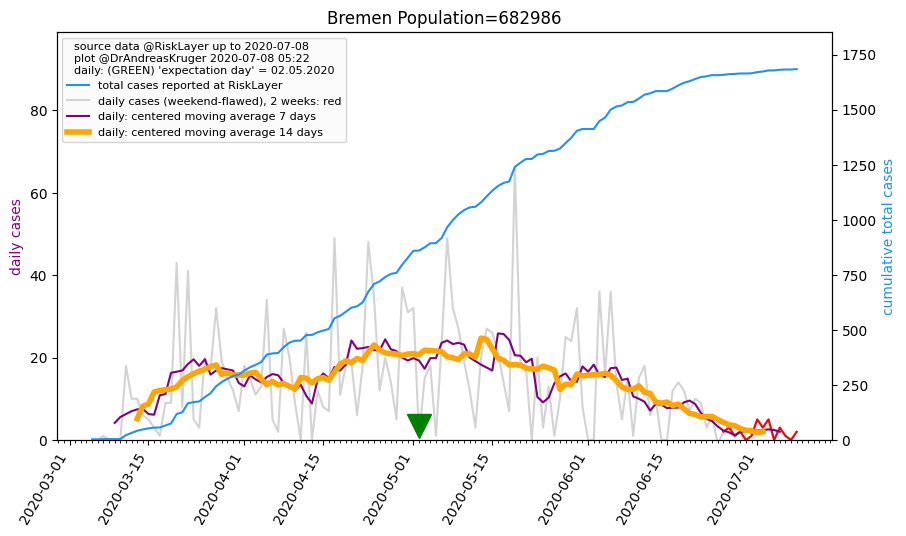 Bremen Population=682986
source data @RiskLayer up to 2020-07-08
plot @DrAndreasKruger 2020-07-08 05:22
daily: (GREEN) 'expectation day' = 02.05.2020
total cases reported at RiskLayer
daily cases (weekend-flawed), 2 weeks: red
daily: centered moving average 7 days
daily: centered moving average 14 days
daily cases
0
20
40
60
80
cumulative total cases
0
250
500
750
1000
1250
1500
1750
2020-03-01
2020-03-15
2020-04-01
2020-04-15
2020-05-01
2020-05-15
2020-06-01
2020-06-15
2020-07-01